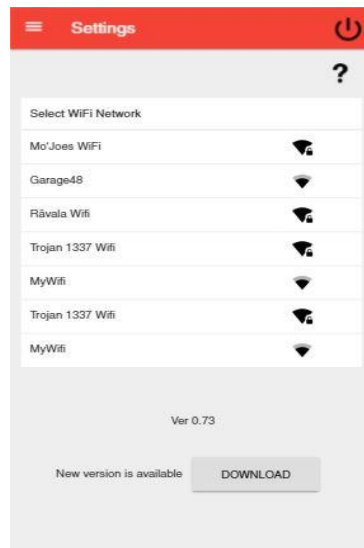 Settings
?
Select WiFi Network
Mo'Joes WiFi
Garage48
Rävala Wifi
Trojan 1337 Wifi
MyWifi
Trojan 1337 Wifi
MyWifi
Ver 0.73
New version is available DOWNLOAD